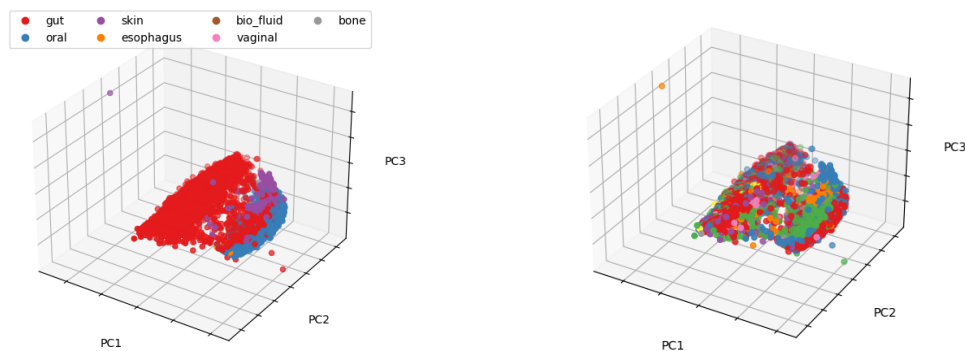 gut skin bio_fluid bone
oral esophagus vaginal
PC3
PC2
PC1
PC3
PC2
PC1